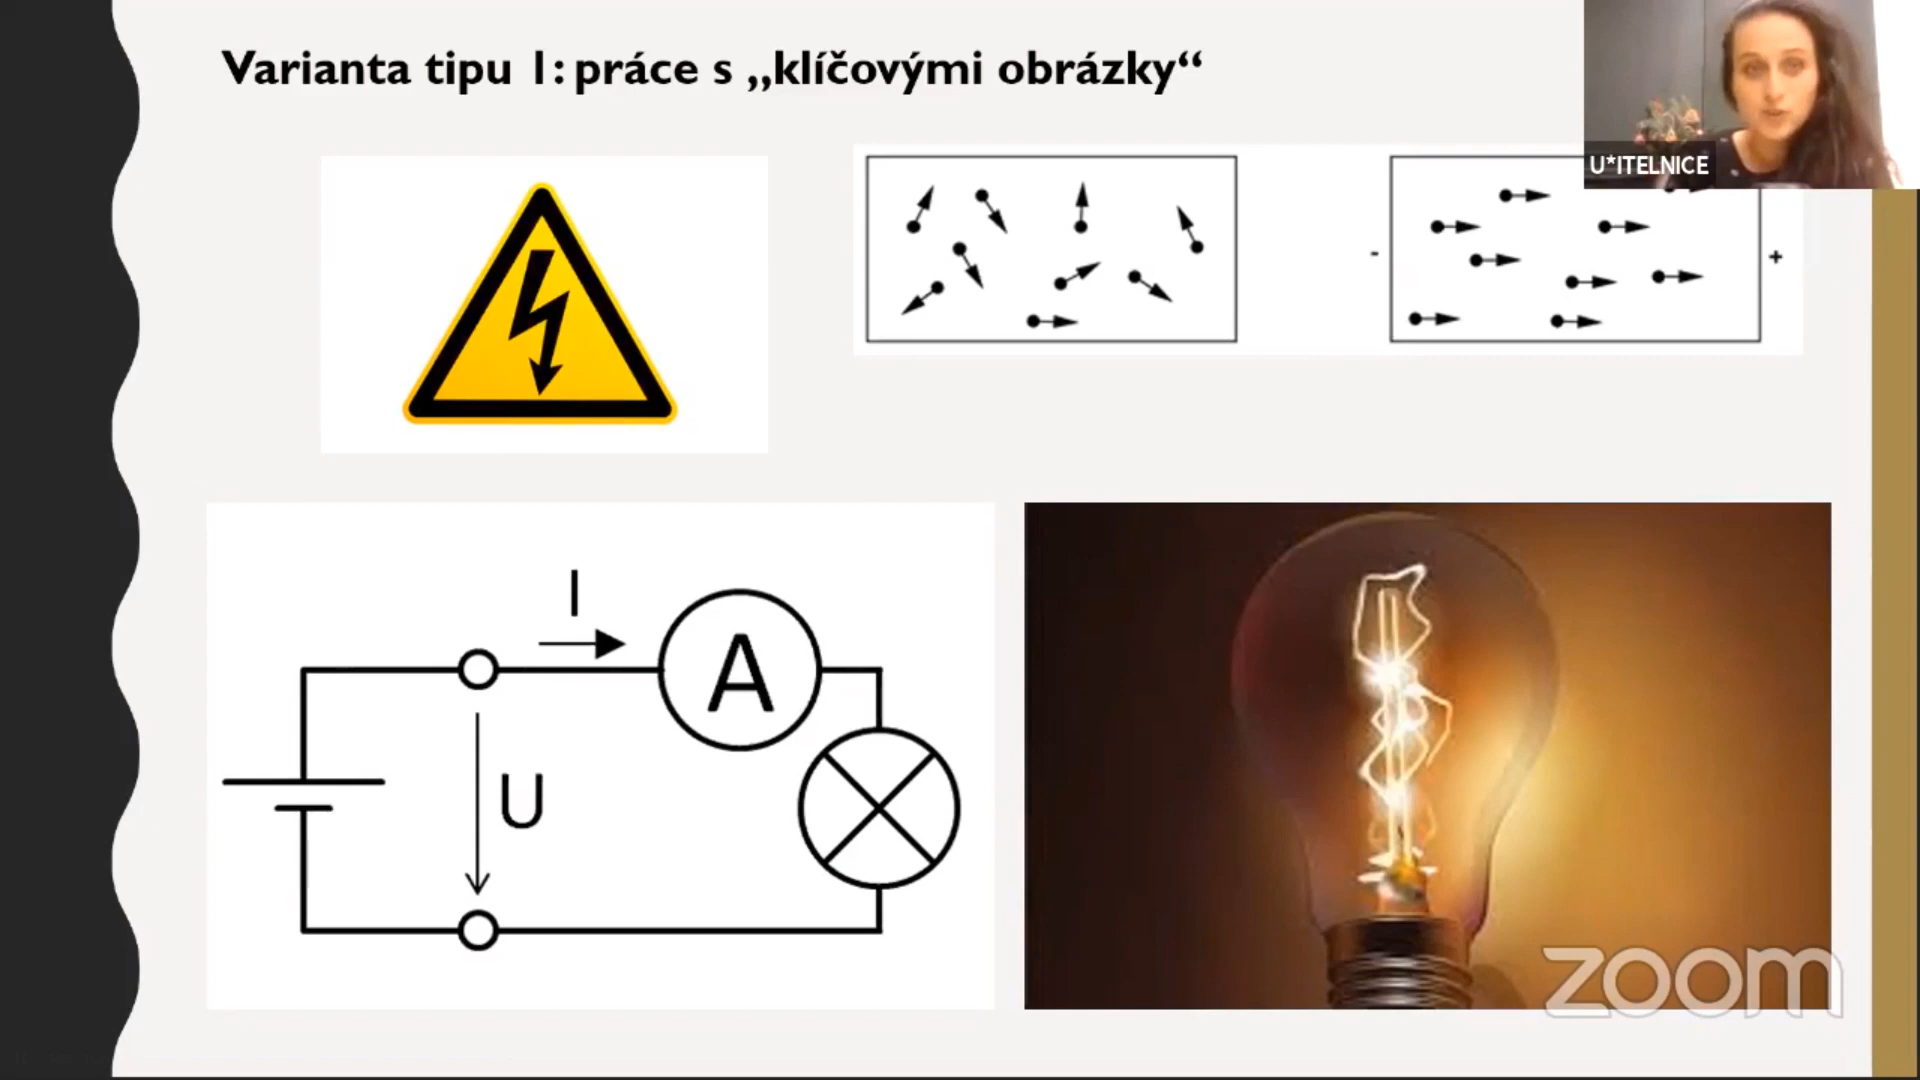 Varianta tipu 1: práce s „klíčovými obrázky“
U*ITELNICE
-
+
I
A
U
zoom